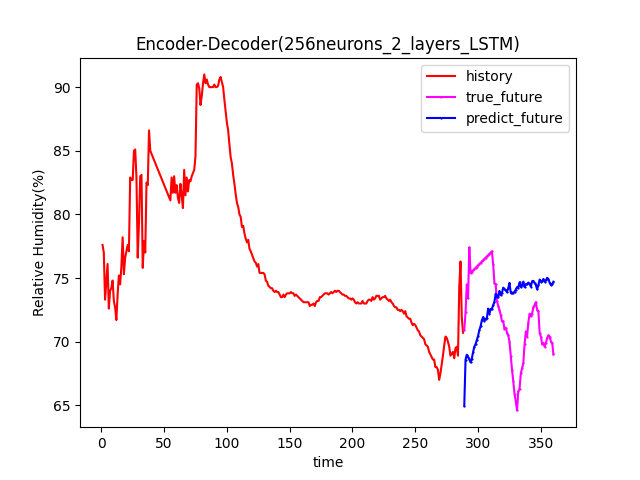 Encoder-Decoder(256neurons_2_layers_LSTM)
history
true_future
predict_future
Relative Humidity(%)
90
85
80
75
70
65
0 50 100 150 200 250 300 350
time